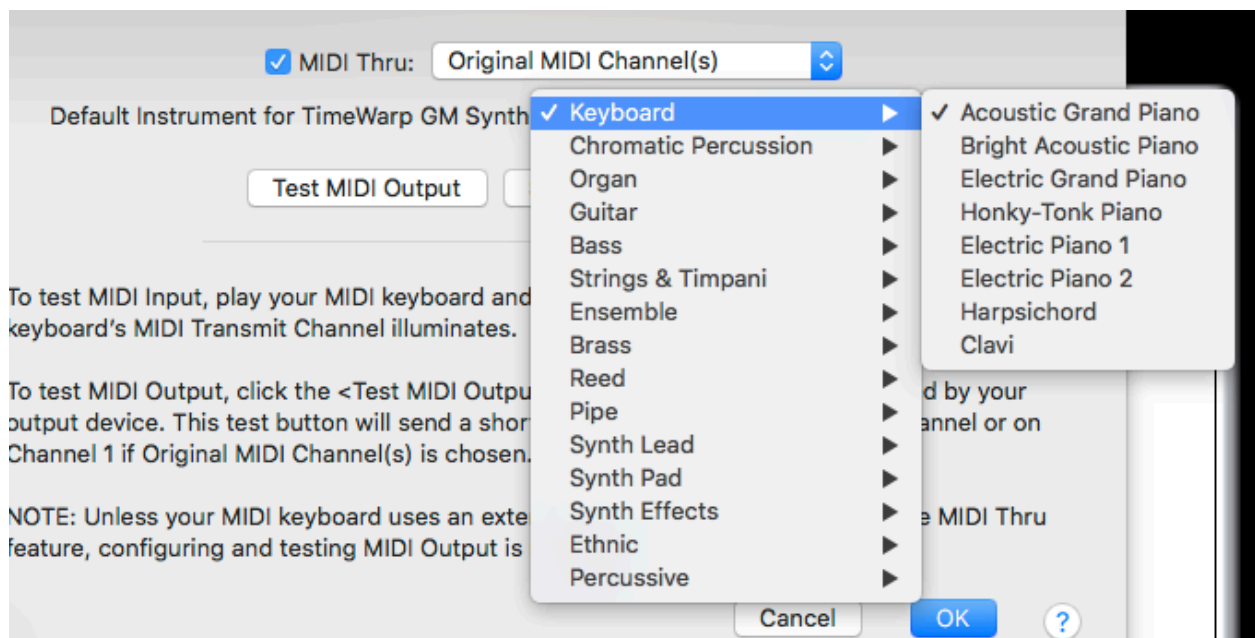 MIDI Thru: Original MIDI Channel(s)
Default Instrument for TimeWarp GM Synth
Test MIDI Output
Keyboard
Chromatic Percussion
Organ
Guitar
Bass
Strings & Timpani
Ensemble
Brass
Reed
Pipe
Synth Lead
Synth Pad
Synth Effects
Ethnic
Percussive
Acoustic Grand Piano
Bright Acoustic Piano
Electric Grand Piano
Honky-Tonk Piano
Electric Piano 1
Electric Piano 2
Harpsichord
Clavi
To test MIDI Input, play your MIDI keyboard and
keyboard's MIDI Transmit Channel illuminates.
To test MIDI Output, click the <Test MIDI Outpu d by your
output device. This test button will send a shor annel or on
Channel 1 if Original MIDI Channel(s) is chosen.
NOTE: Unless your MIDI keyboard uses an exte e MIDI Thru
feature, configuring and testing MIDI Output is
Cancel
OK
?